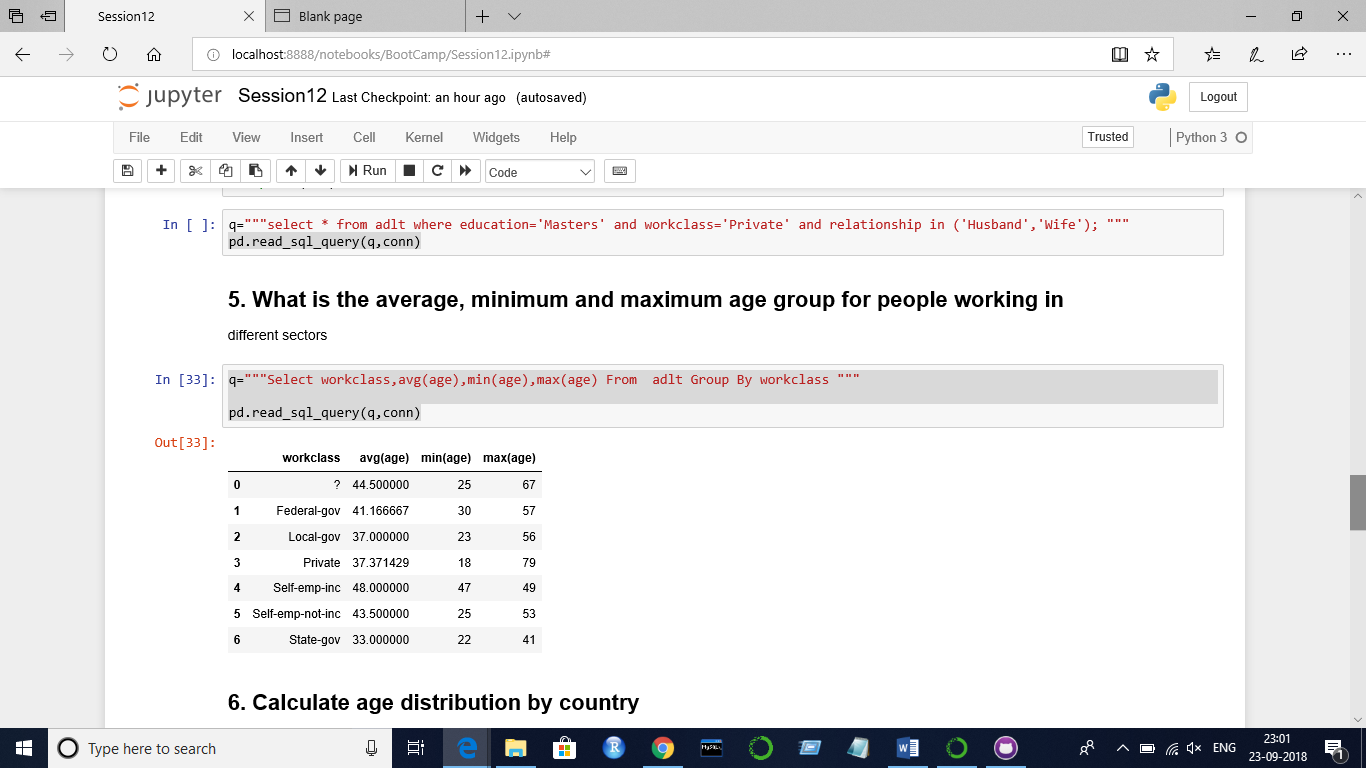 Session12
Blank page
localhost:8888/notebooks/BootCamp/Session12.ipynb#
jupyter Session12 Last Checkpoint: an hour ago (autosaved)
Logout
File Edit View Insert Cell Kernel Widgets Help
Trusted
Python 3
Run
Code
In [ ]: q="""select * from adlt where education='Masters' and workclass='Private' and relationship in ('Husband','Wife'); """
pd.read_sql_query(q,conn)
5. What is the average, minimum and maximum age group for people working in
different sectors
In [33]: q="""Select workclass,avg(age),min(age),max(age) From  adlt Group By workclass """
pd.read_sql_query(q,conn)
Out[33]:
workclass avg(age) min(age) max(age)
0 ? 44.500000 25 67
1 Federal-gov 41.166667 30 57
2 Local-gov 37.000000 23 56
3 Private 37.371429 18 79
4 Self-emp-inc 48.000000 47 49
5 Self-emp-not-inc 43.500000 25 53
6 State-gov 33.000000 22 41
6. Calculate age distribution by country
Type here to search
R
MySQL
W
ENG
23:01
23-09-2018
1